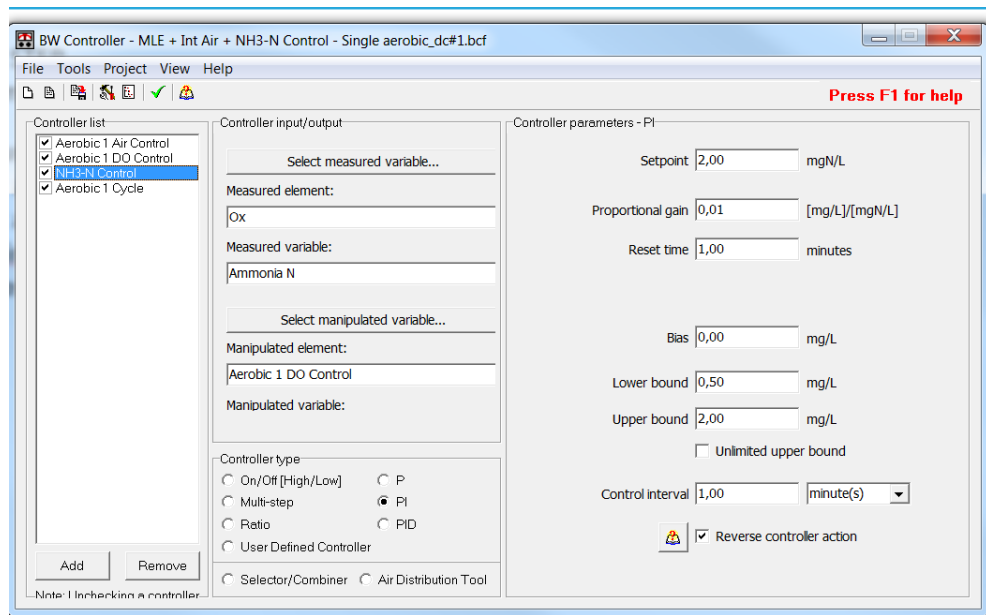 BW Controller - MLE + Int Air + NH3-N Control - Single aerobic_dc#1.bcf
File Tools Project View Help
Press F1 for help
Controller list
Aerobic 1 Air Control
Aerobic 1 DO Control
NH3-N Control
Aerobic 1 Cycle
Add Remove
Note: Unchecking a controller
Controller input/output
Select measured variable...
Measured element:
Ox
Measured variable:
Ammonia N
Select manipulated variable...
Manipulated element:
Aerobic 1 DO Control
Manipulated variable:
Controller type
On/Off [High/Low] P
Multi-step PI
Ratio PID
User Defined Controller
Selector/Combiner Air Distribution Tool
Controller parameters - PI
Setpoint 2,00 mgN/L
Proportional gain 0,01 [mg/L]/[mgN/L]
Reset time 1,00 minutes
Bias 0,00 mg/L
Lower bound 0,50 mg/L
Upper bound 2,00 mg/L
Unlimited upper bound
Control interval 1,00 minute(s)
Reverse controller action